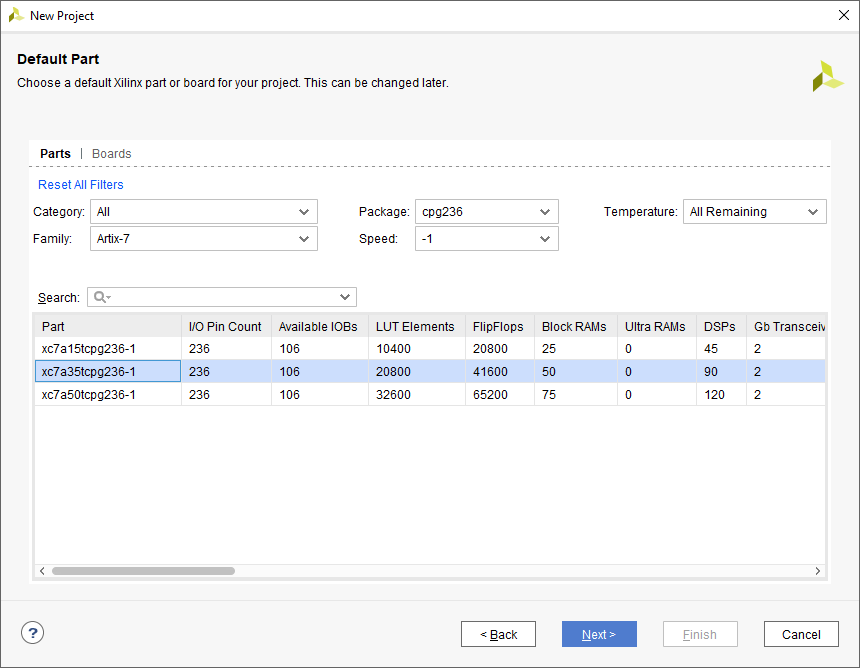 New Project
Default Part
Choose a default Xilinx part or board for your project. This can be changed later.
Parts | Boards
Reset All Filters
Category: All Package: cpg236 Temperature: All Remaining
Family: Artix-7 Speed: -1
Search:
Part I/O Pin Count Available IOBs LUT Elements FlipFlops Block RAMs Ultra RAMs DSPs Gb Transceiv
xc7a15tcpg236-1 236 106 10400 20800 25 0 45 2
xc7a35tcpg236-1 236 106 20800 41600 50 0 90 2
xc7a50tcpg236-1 236 106 32600 65200 75 0 120 2
? < Back Next > Finish Cancel